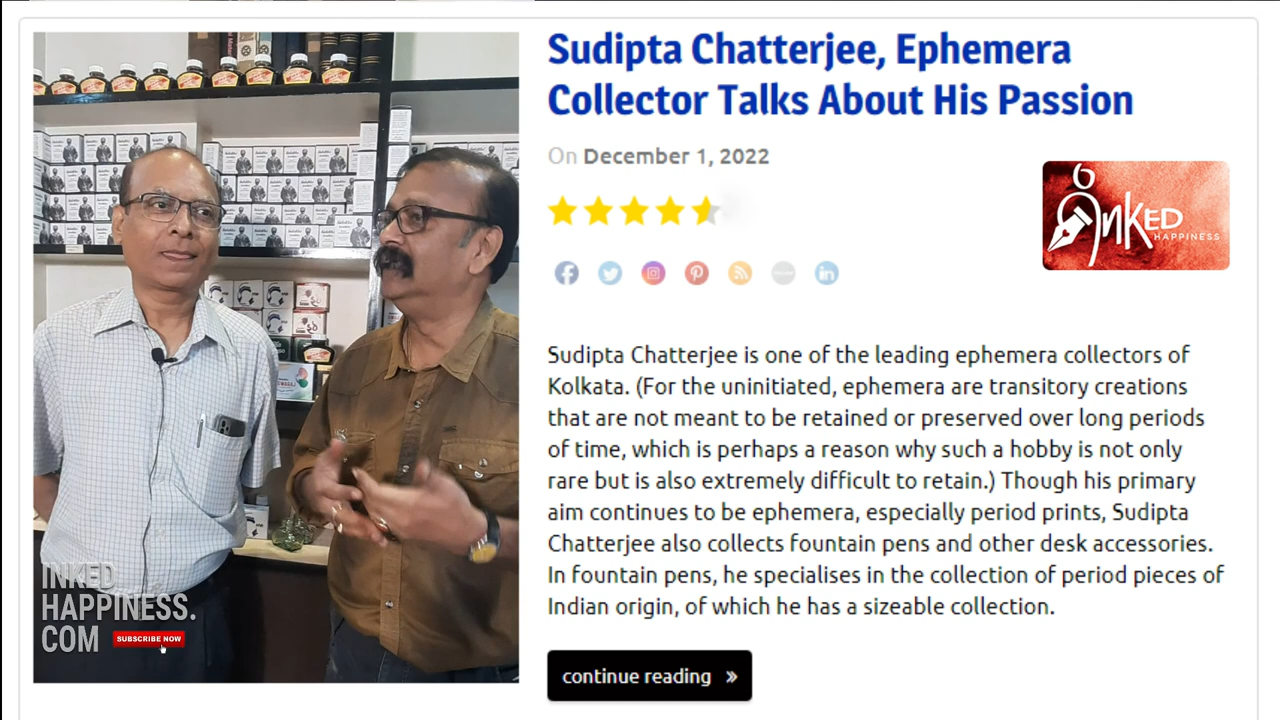 Sudipta Chatterjee, Ephemera
Collector Talks About His Passion
On December 1, 2022
INKED
HAPPINESS
Sudipta Chatterjee is one of the leading ephemera collectors of
Kolkata. (For the uninitiated, ephemera are transitory creations
that are not meant to be retained or preserved over long periods
of time, which is perhaps a reason why such a hobby is not only
rare but is also extremely difficult to retain.) Though his primary
aim continues to be ephemera, especially period prints, Sudipta
Chatterjee also collects fountain pens and other desk accessories.
In fountain pens, he specialises in the collection of period pieces of
Indian origin, of which he has a sizeable collection.
continue reading »
INKED
HAPPINESS.
COM
SUBSCRIBE NOW